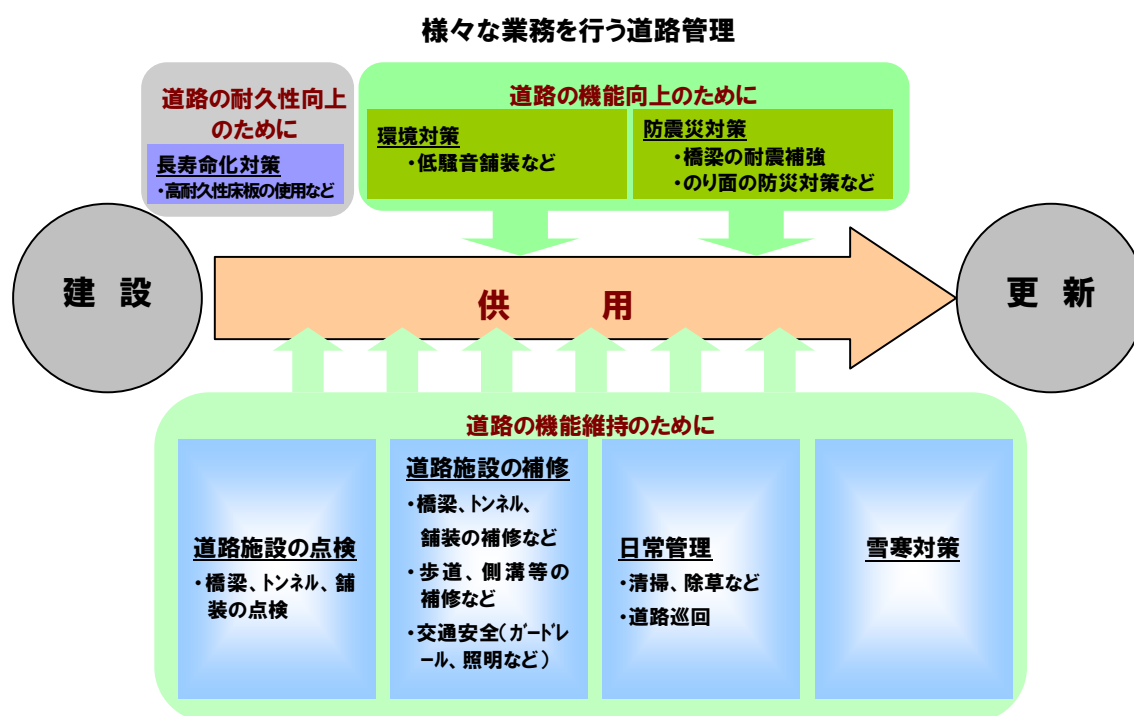 様々な業務を行う道路管理
道路の耐久性向上
のために
長寿命化対策
・高耐久性床板の使用など
道路の機能向上のために
環境対策
・低騒音舗装など
防震災対策
・橋梁の耐震補強
・のり面の防災対策など
建 設
供 用
更 新
道路の機能維持のために
道路施設の点検
・橋梁、トンネル、舗
装の点検
道路施設の補修
・橋梁、トンネル、
舗装の補修など
・歩道、側溝等の
補修など
・交通安全(ガードレ
ール、照明など)
日常管理
・清掃、除草など
・道路巡回
雪寒対策